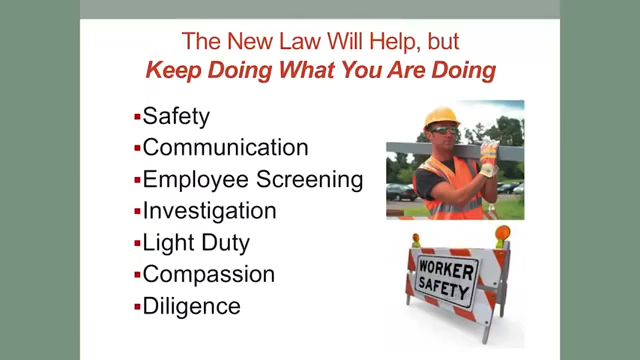 The New Law Will Help, but
Keep Doing What You Are Doing
▪Safety
▪Communication
▪Employee Screening
▪Investigation
▪Light Duty
▪Compassion
▪Diligence
WORKER
SAFETY